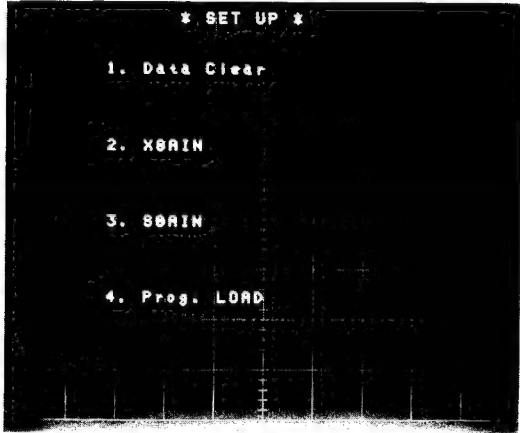 * SET UP *
1. Data Clear
2. XGAIN
3. SGAIN
4. Prog. LOAD